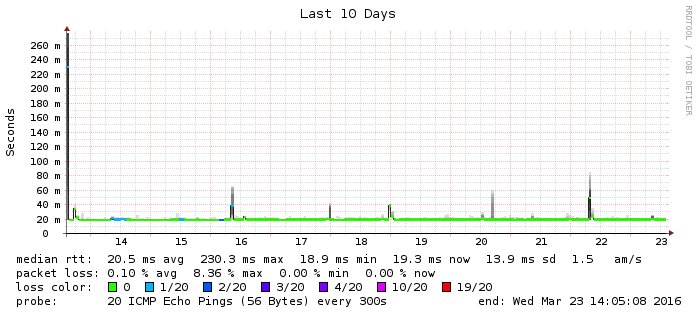 Last 10 Days
RRDTOOL / TOBI OETIKER
Seconds
260 m
240 m
220 m
200 m
180 m
160 m
140 m
120 m
100 m
80 m
60 m
40 m
20 m
0
14 15 16 17 18 19 20 21 22 23
median rtt: 20.5 ms avg 230.3 ms max 18.9 ms min 19.3 ms now 13.9 ms sd 1.5 am/s
packet loss: 0.10 % avg 8.36 % max 0.00 % min 0.00 % now
loss color: 0 1/20 2/20 3/20 4/20 10/20 19/20
probe: 20 ICMP Echo Pings (56 Bytes) every 300s end: Wed Mar 23 14:05:08 2016